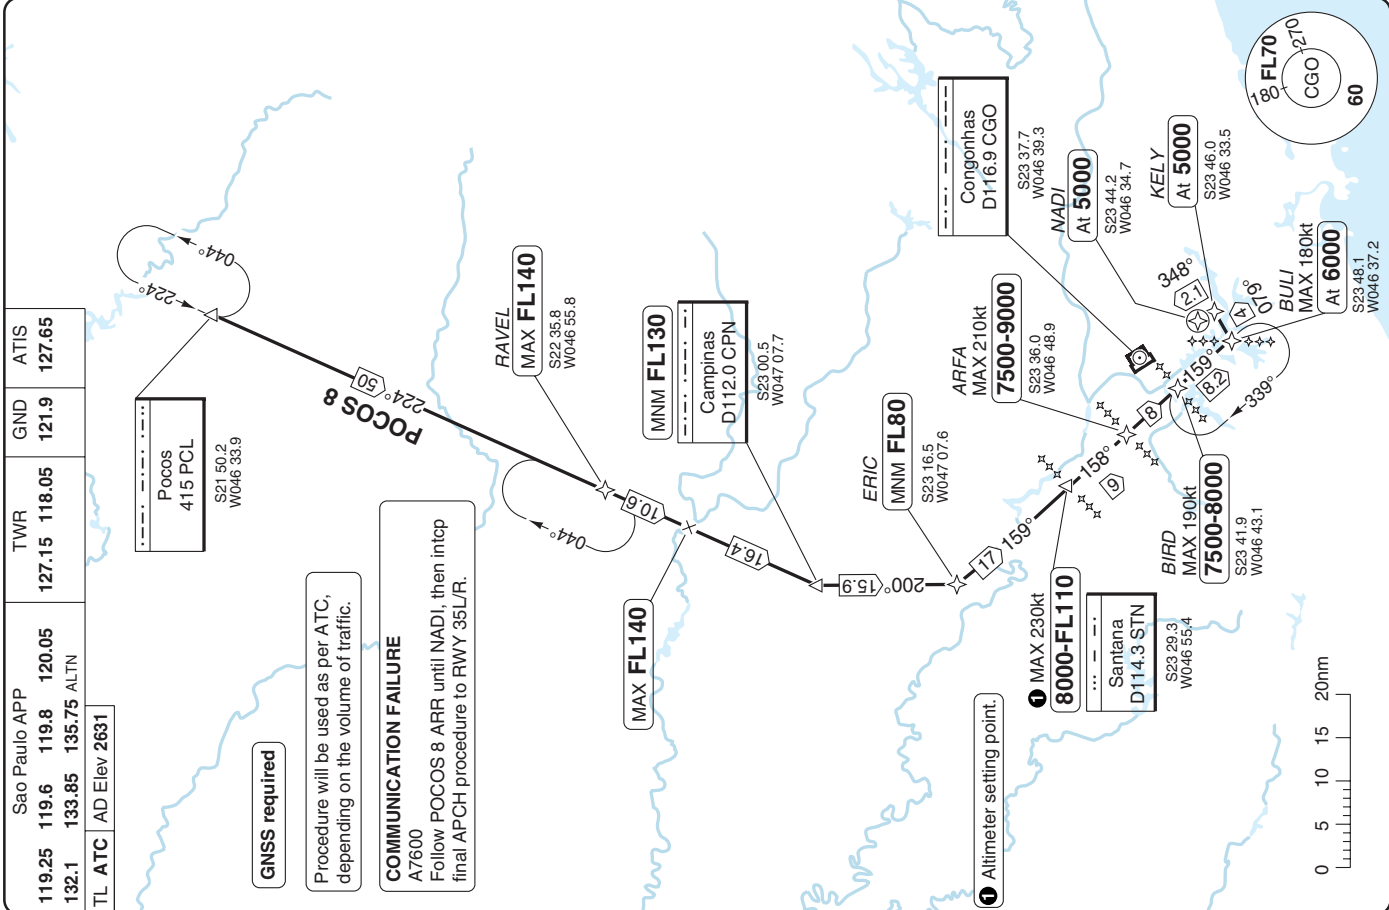 Sao Paulo APP
119.25 119.6 119.8 120.05
132.1 133.85 135.75 ALTN
TWR
127.15 118.05
GND
121.9
ATIS
127.65
TL ATC
AD Elev 2631
GNSS required
Procedure will be used as per ATC,
depending on the volume of traffic.
COMMUNICATION FAILURE
A7600
Follow POCOS 8 ARR until NADI, then intcp
final APCH procedure to RWY 35L/R.
Pocos
415 PCL
S21 50.2
W046 33.9
224°
044°
50
224°
POCOS 8
RAVEL
MAX FL140
S22 35.8
W046 55.8
044°
10.6
MAX FL140
16.4
MNM FL130
Campinas
D112.0 CPN
S23 00.5
W047 07.7
15.9
200°
ERIC
MNM FL80
S23 16.5
W047 07.6
17
159°
1 MAX 230kt
8000-FL110
Santana
D114.3 STN
S23 29.3
W046 55.4
158°
9
ARFA
MAX 210kt
7500-9000
S23 36.0
W046 48.9
8
BIRD
MAX 190kt
7500-8000
S23 41.9
W046 43.1
159°
8.2
339°
BULI
MAX 180kt
At 6000
S23 48.1
W046 37.2
079°
4
KELY
At 5000
S23 46.0
W046 33.5
348°
2.1
NADI
At 5000
S23 44.2
W046 34.7
Congonhas
D116.9 CGO
S23 37.7
W046 39.3
FL70
180
270
CGO
60
1 Altimeter setting point.
0 5 10 15 20nm